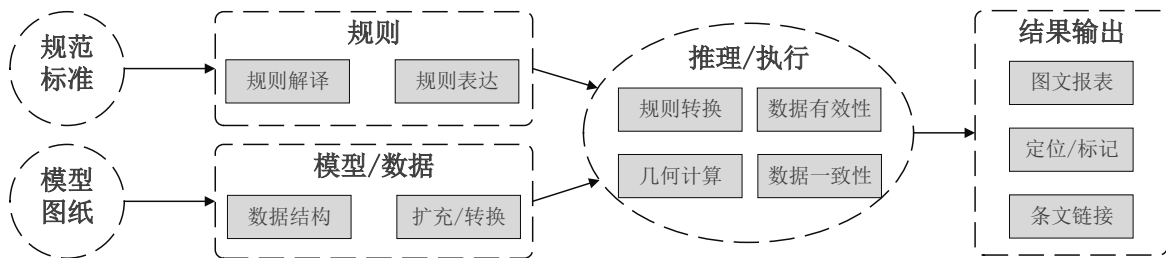 规范
标准
规则
规则解译
规则表达
模型
图纸
模型/数据
数据结构
扩充/转换
推理/执行
规则转换
数据有效性
几何计算
数据一致性
结果输出
图文报表
定位/标记
条文链接